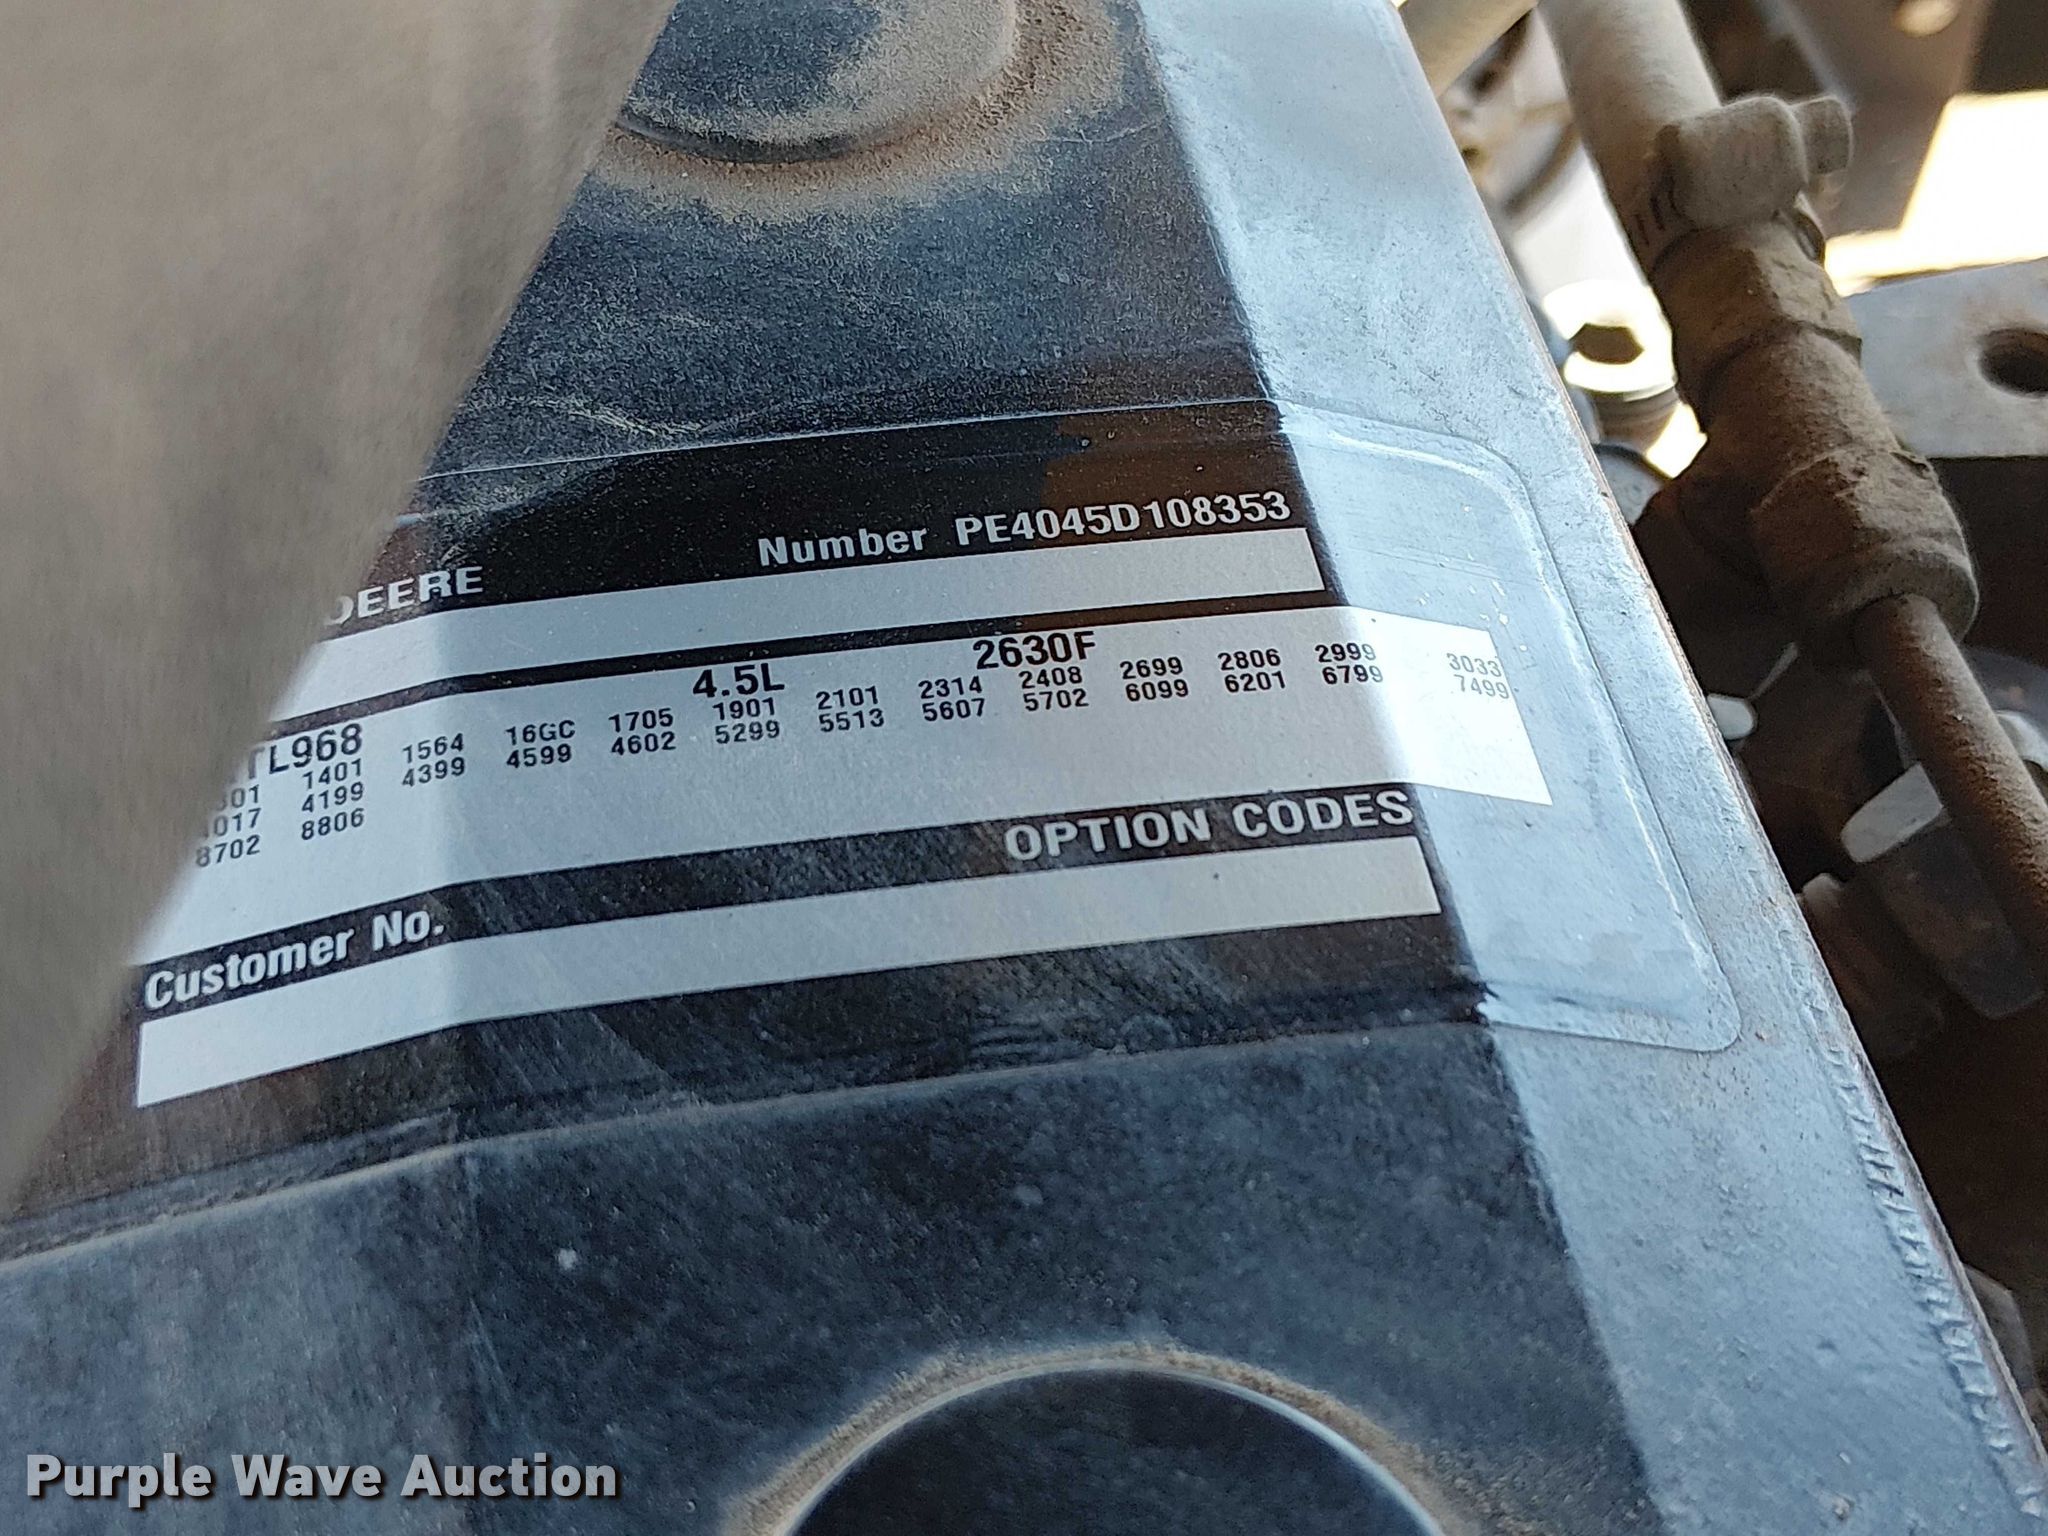 DEERE Number PE4045D108353
TL968 4.5L 2630F
301 1401 1564 16GC 1705 1901 2101 2314 2408 2699 2806 2999 3033
4017 4199 4399 4599 4602 5299 5513 5607 5702 6099 6201 6799 7499
8702 8806
OPTION CODES
Customer No.
Purple Wave Auction